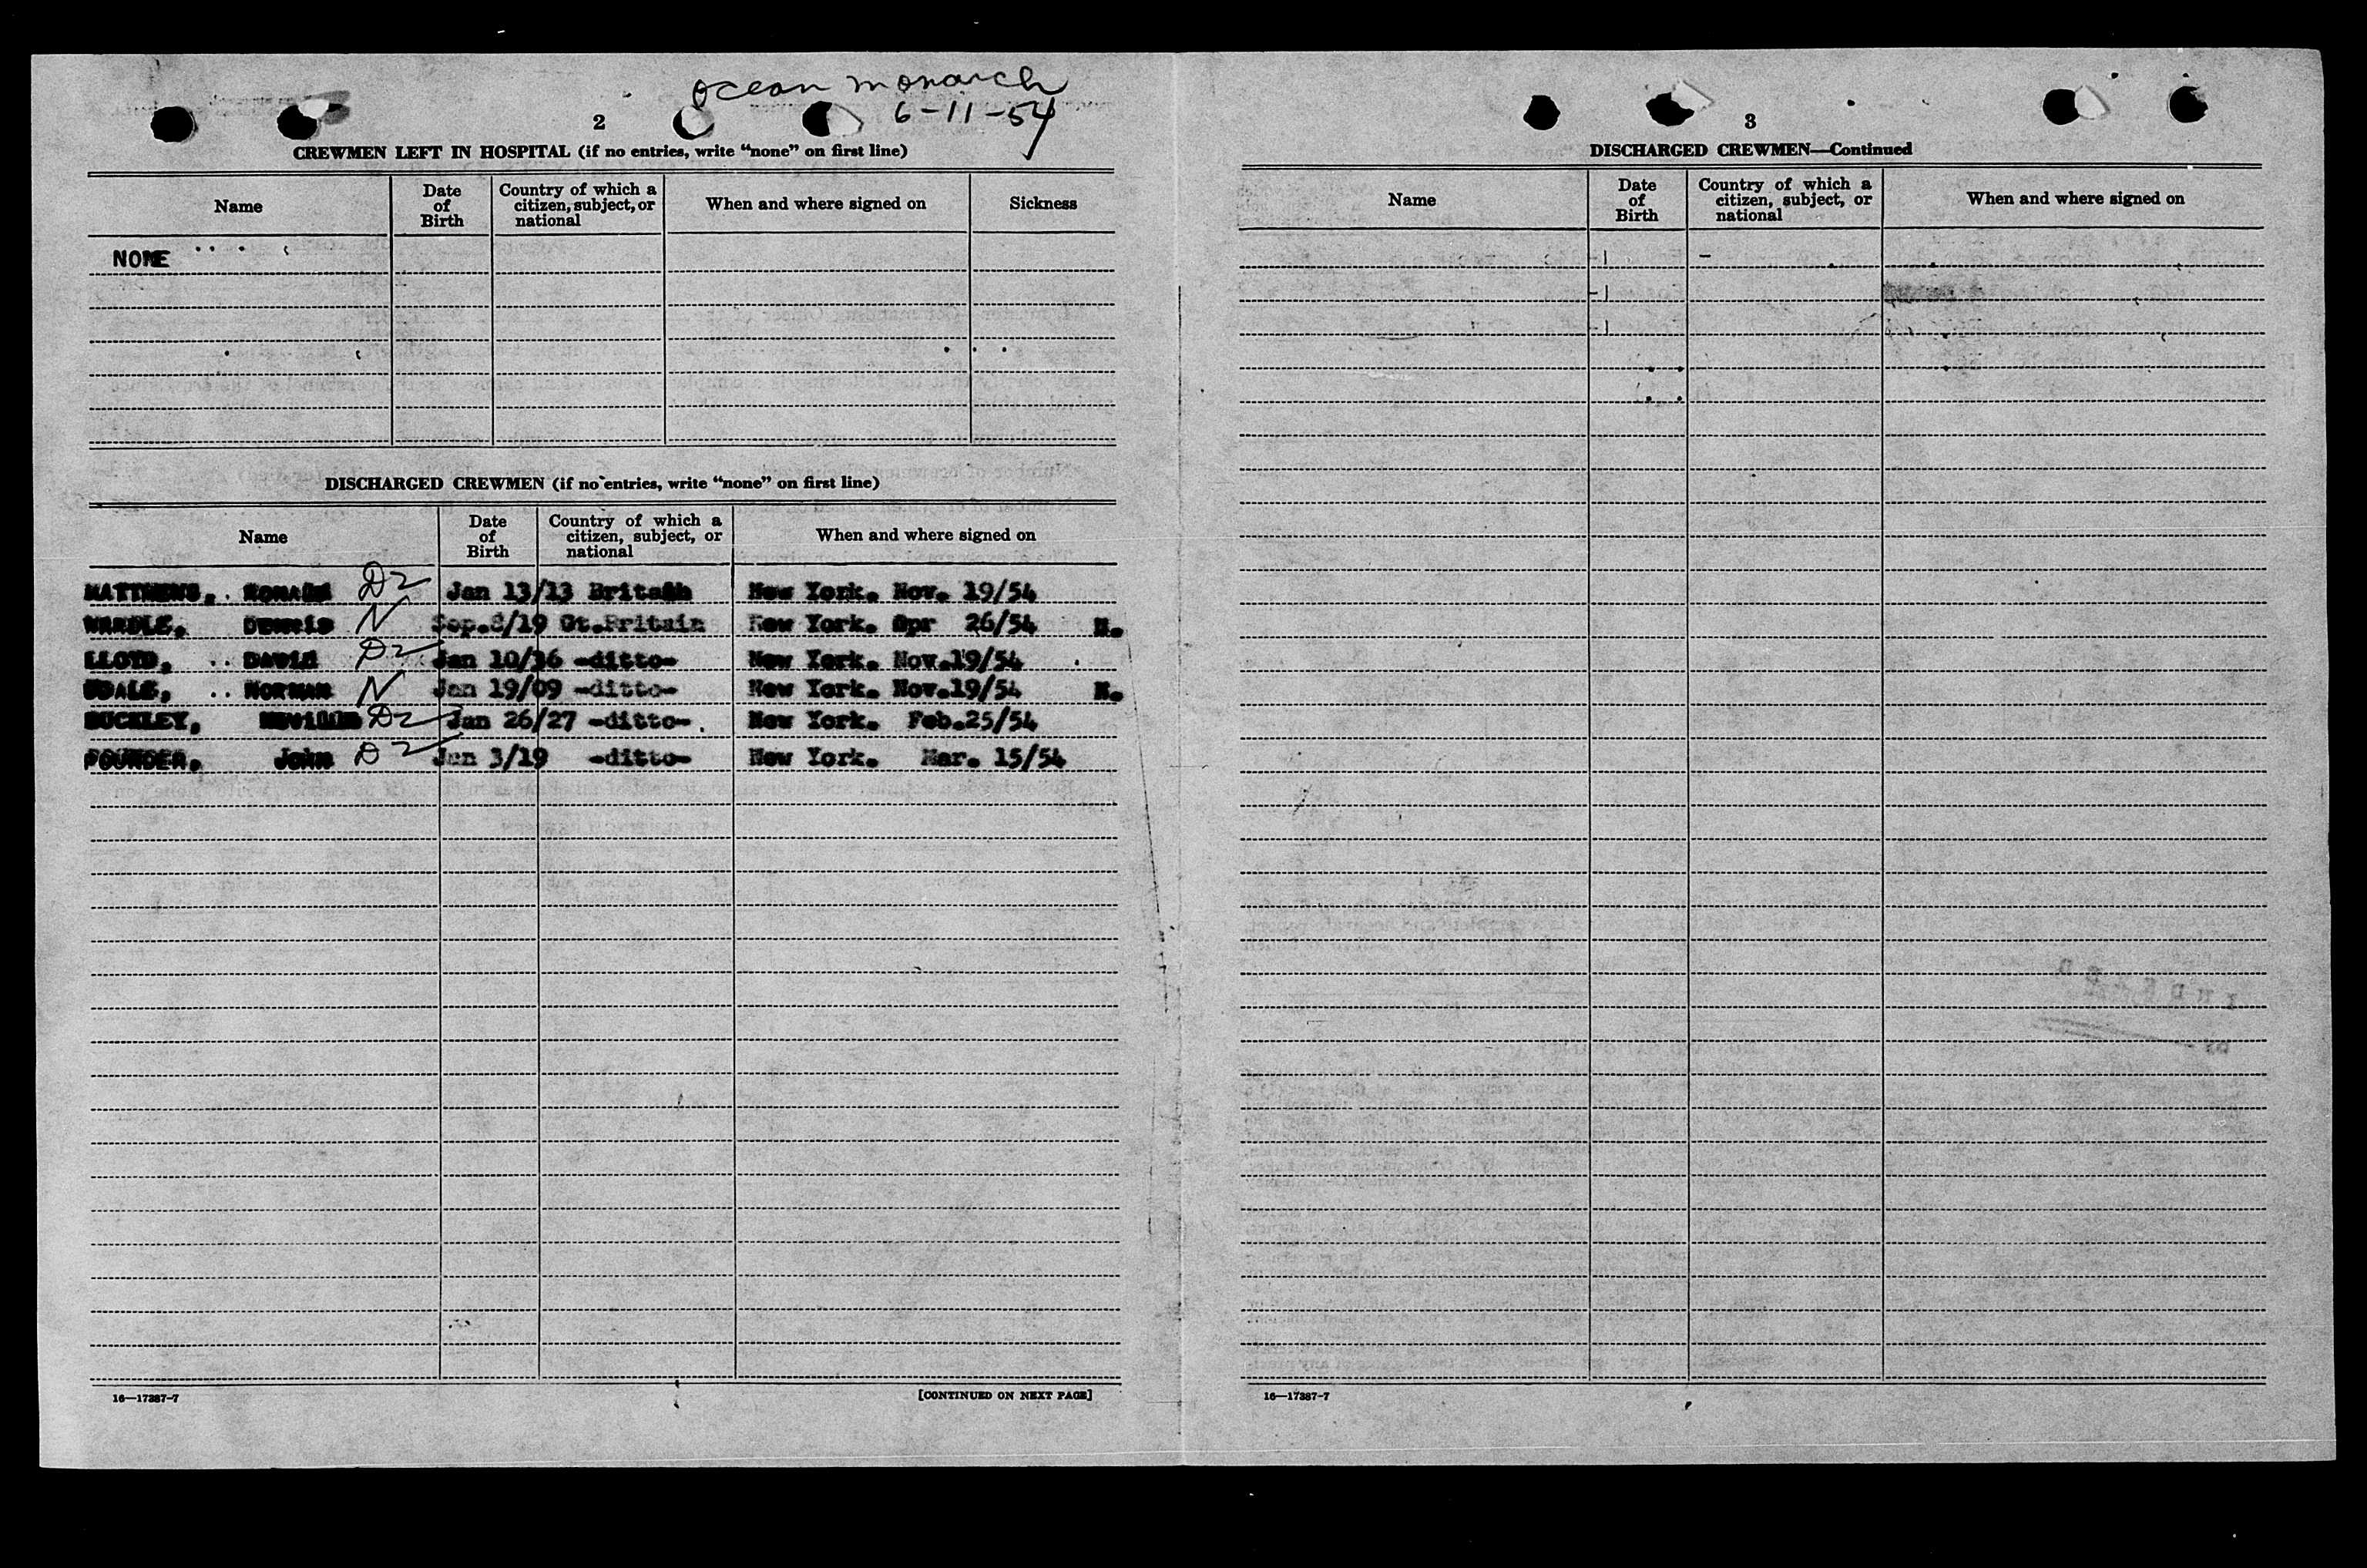 ocean monarch
6-11-54
2
CREWMEN LEFT IN HOSPITAL (if no entries, write "none" on first line)
Name Date of Birth Country of which a citizen, subject, or national When and where signed on Sickness
NONE
DISCHARGED CREWMEN (if no entries, write "none" on first line)
Name Date of Birth Country of which a citizen, subject, or national When and where signed on
MATTHEWS, RONALD D2 Jan 13/13 Britain New York. Nov. 19/54
WARDLE, DENNIS N Sep.8/19 Gt.Britain New York. Apr 26/54 N.
LLOYD, DAVID D2 Jan 10/36 -ditto- New York. Nov.19/54
UDALE, NORMAN N Jan 19/09 -ditto- New York. Nov.19/54 N.
BUCKLEY, Neville D2 Jan 26/27 -ditto- New York. Feb.25/54
POUNDER, John D2 Jan 3/19 -ditto- New York. Mar. 15/54
16—17387-7 [CONTINUED ON NEXT PAGE]
3
DISCHARGED CREWMEN—Continued
Name Date of Birth Country of which a citizen, subject, or national When and where signed on
16—17387-7